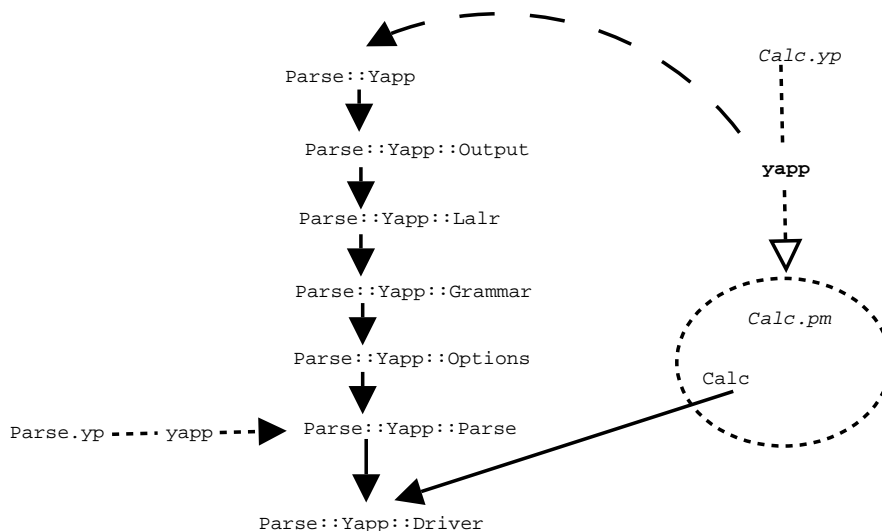 Calc.yp
Parse::Yapp
Parse::Yapp::Output
yapp
Parse::Yapp::Lalr
Parse::Yapp::Grammar
Calc.pm
Parse::Yapp::Options
Calc
Parse.yp yapp Parse::Yapp::Parse
Parse::Yapp::Driver